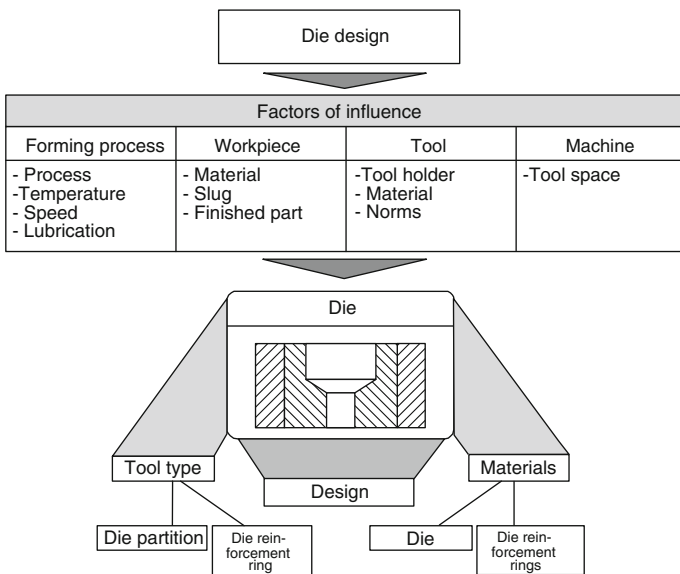 Die design
Factors of influence
Forming process
- Process
-Temperature
- Speed
- Lubrication
Workpiece
- Material
- Slug
- Finished part
Tool
-Tool holder
- Material
- Norms
Machine
-Tool space
Die
Tool type
Design
Materials
Die partition
Die rein-
forcement
ring
Die
Die rein-
forcement
rings